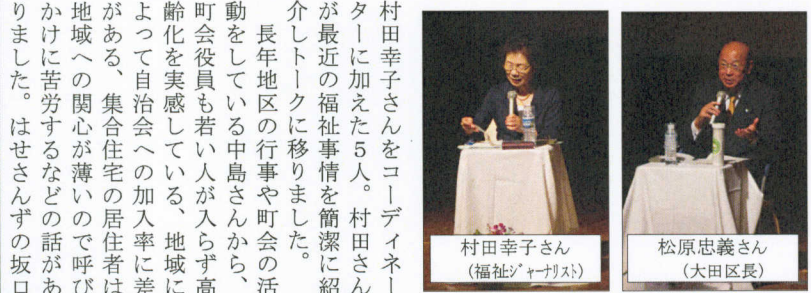 村田幸子さんをコーディネー
ターに加えた5人。村田さん
が最近の福祉事情を簡潔に紹
介しトークに移りました。
長年地区の行事や町会の活
動をしている中島さんから、
町会役員も若い人が入らず高
齢化を実感している、地域に
よって自治会への加入率に差
がある、集合住宅の居住者は
地域への関心が薄いので呼び
かけに苦労するなどの話があ
りました。はせさんずの坂口
村田幸子さん
(福祉ジャーナリスト)
松原忠義さん
(大田区長)